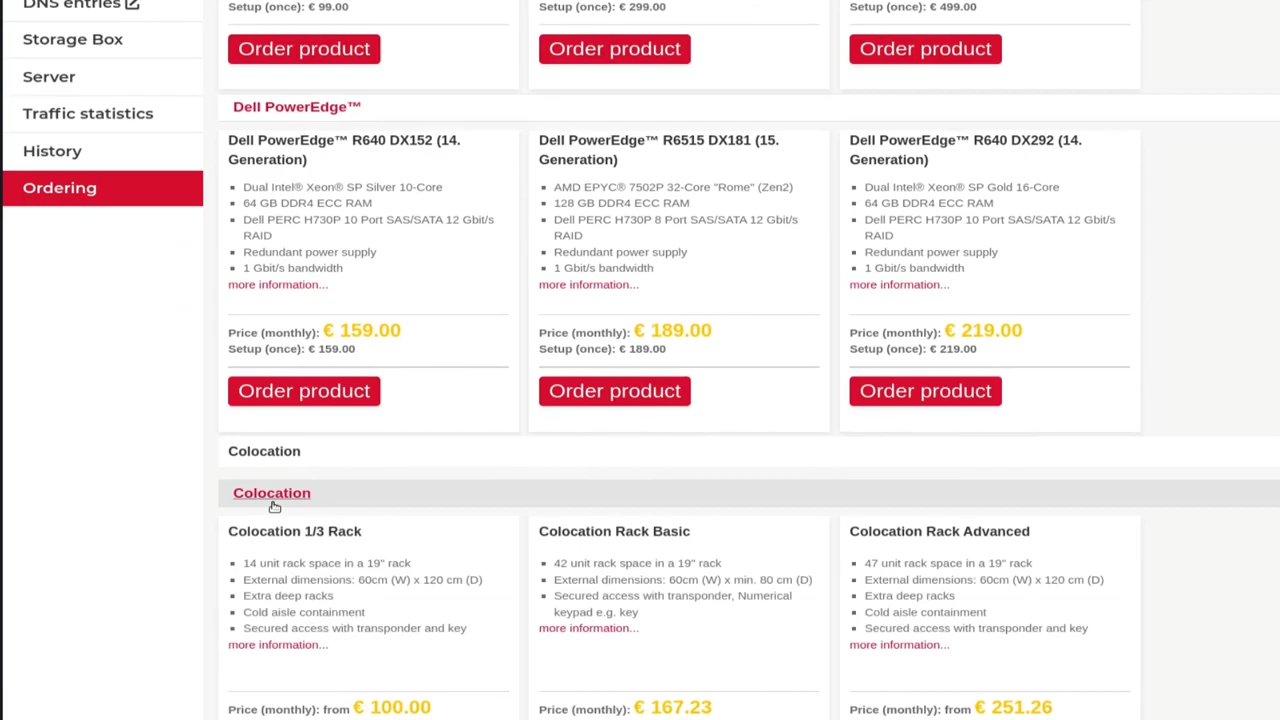 DNS entries
Storage Box
Server
Traffic statistics
History
Ordering
Setup (once): € 99.00
Order product
Setup (once): € 299.00
Order product
Setup (once): € 499.00
Order product
Dell PowerEdge™
Dell PowerEdge™ R640 DX152 (14.
Generation)
Dual Intel® Xeon® SP Silver 10-Core
64 GB DDR4 ECC RAM
Dell PERC H730P 10 Port SAS/SATA 12 Gbit/s
RAID
Redundant power supply
1 Gbit/s bandwidth
more information...
Price (monthly): € 159.00
Setup (once): € 159.00
Order product
Dell PowerEdge™ R6515 DX181 (15.
Generation)
AMD EPYC® 7502P 32-Core "Rome" (Zen2)
128 GB DDR4 ECC RAM
Dell PERC H730P 8 Port SAS/SATA 12 Gbit/s
RAID
Redundant power supply
1 Gbit/s bandwidth
more information...
Price (monthly): € 189.00
Setup (once): € 189.00
Order product
Dell PowerEdge™ R640 DX292 (14.
Generation)
Dual Intel® Xeon® SP Gold 16-Core
64 GB DDR4 ECC RAM
Dell PERC H730P 10 Port SAS/SATA 12 Gbit/s
RAID
Redundant power supply
1 Gbit/s bandwidth
more information...
Price (monthly): € 219.00
Setup (once): € 219.00
Order product
Colocation
Colocation
Colocation 1/3 Rack
14 unit rack space in a 19" rack
External dimensions: 60cm (W) x 120 cm (D)
Extra deep racks
Cold aisle containment
Secured access with transponder and key
more information...
Price (monthly): from € 100.00
Colocation Rack Basic
42 unit rack space in a 19" rack
External dimensions: 60cm (W) x min. 80 cm (D)
Secured access with transponder, Numerical
keypad e.g. key
more information...
Price (monthly): € 167.23
Colocation Rack Advanced
47 unit rack space in a 19" rack
External dimensions: 60cm (W) x 120 cm (D)
Extra deep racks
Cold aisle containment
Secured access with transponder and key
more information...
Price (monthly): from € 251.26